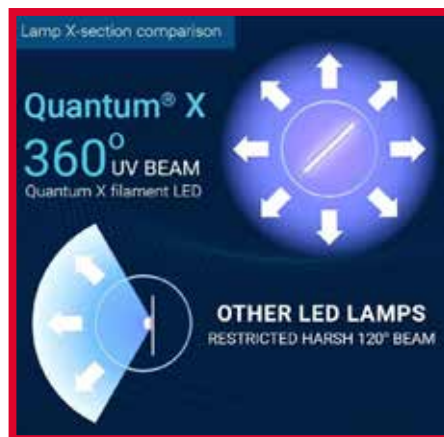 Lamp X-section comparison
Quantum® X
360° UV BEAM
Quantum X filament LED
OTHER LED LAMPS
RESTRICTED HARSH 120° BEAM